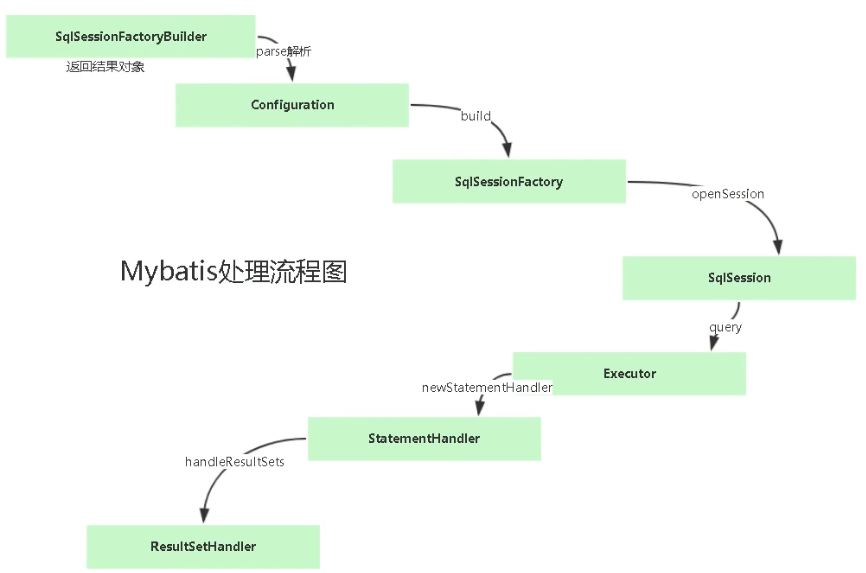 SqlSessionFactoryBuilder
parse解析
返回结果对象
Configuration
build
SqlSessionFactory
openSession
Mybatis处理流程图
SqlSession
query
Executor
newStatementHandler
StatementHandler
handleResultSets
ResultSetHandler